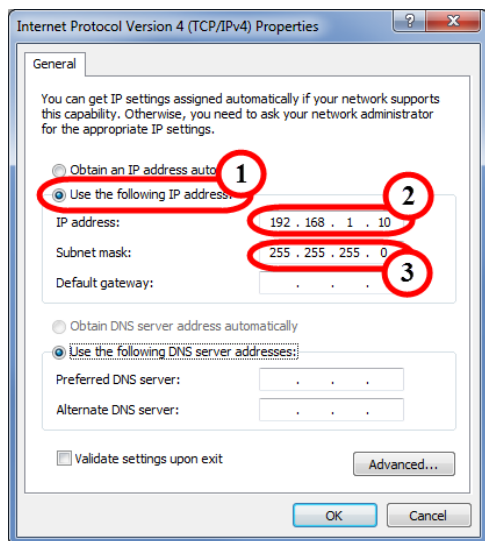 Internet Protocol Version 4 (TCP/IPv4) Properties
General
You can get IP settings assigned automatically if your network supports
this capability. Otherwise, you need to ask your network administrator
for the appropriate IP settings.
Obtain an IP address auto
1
Use the following IP address:
2
IP address: 192 . 168 . 1 . 10
Subnet mask: 255 . 255 . 255 . 0
3
Default gateway: . . .
Obtain DNS server address automatically
Use the following DNS server addresses:
Preferred DNS server: . . .
Alternate DNS server: . . .
Validate settings upon exit
Advanced...
OK Cancel